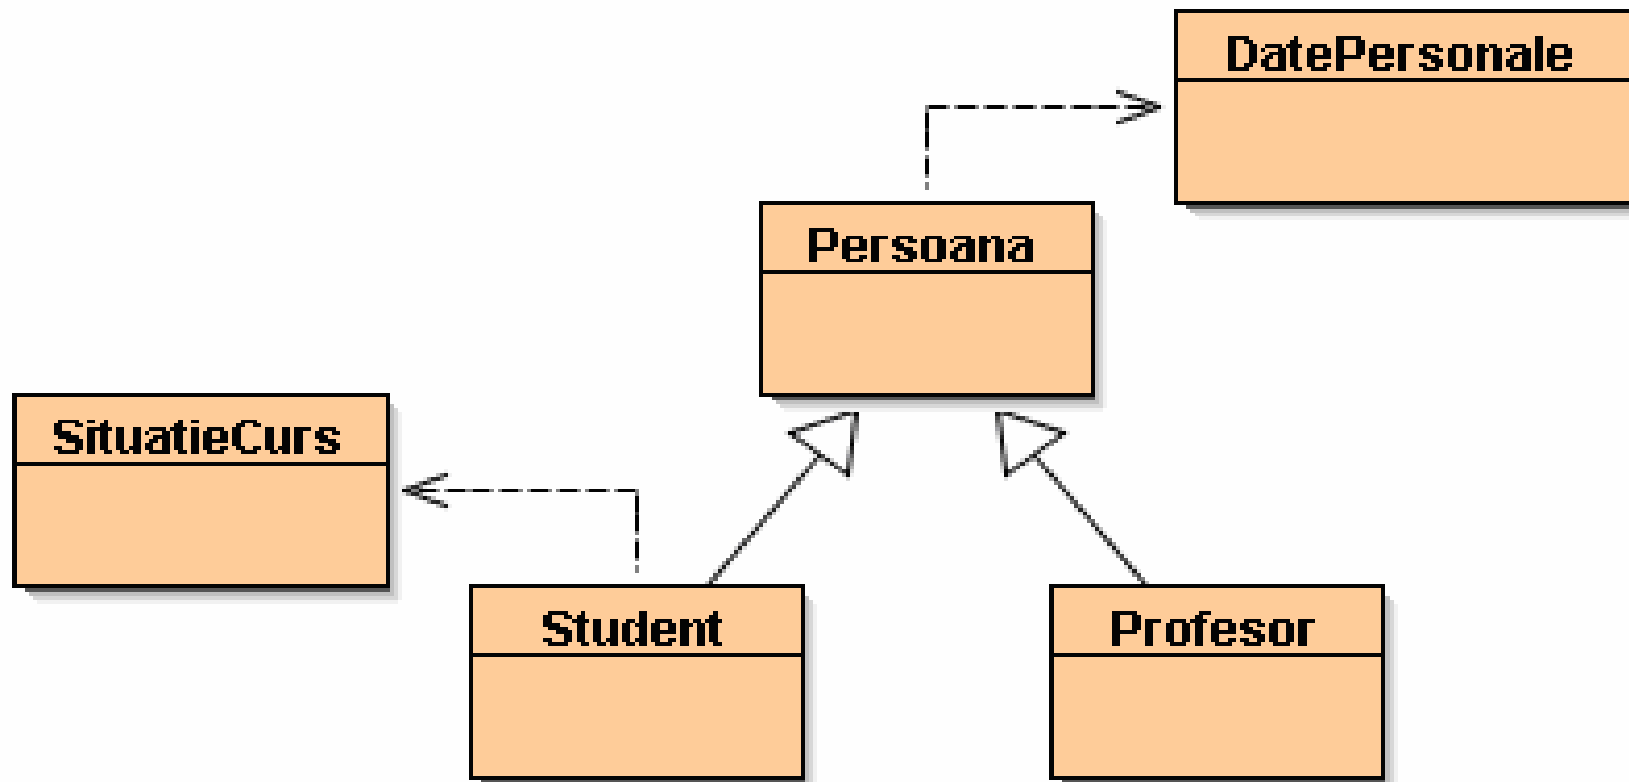 DatePersonale
Persoana
SituatieCurs
Student
Profesor